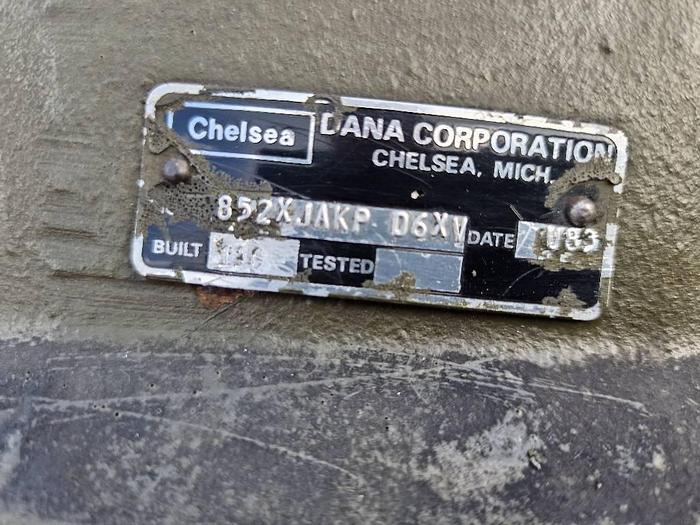 Chelsea
DANA CORPORATION
CHELSEA, MICH.
852XJAKP D6XV
DATE
BUILT
TESTED